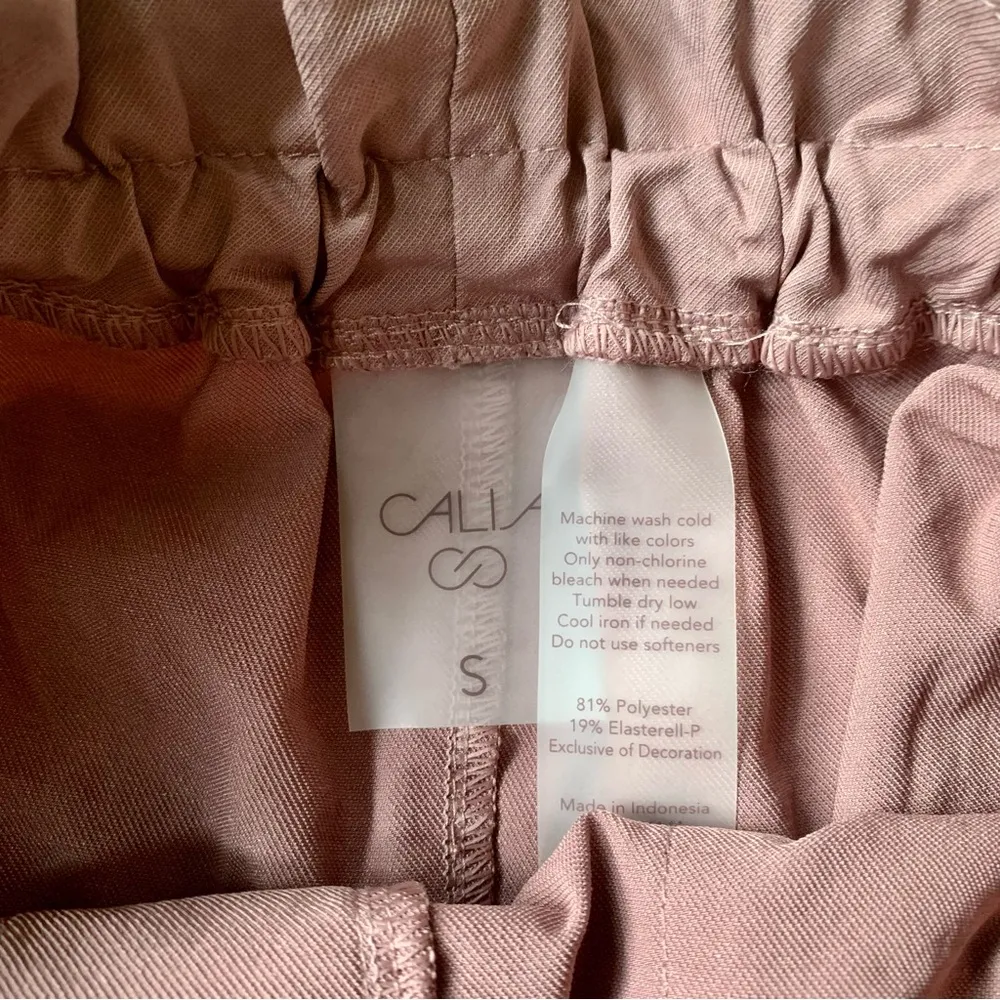 CALIA
S
Machine wash cold
with like colors
Only non-chlorine
bleach when needed
Tumble dry low
Cool iron if needed
Do not use softeners
81% Polyester
19% Elasterell-P
Exclusive of Decoration
Made in Indonesia